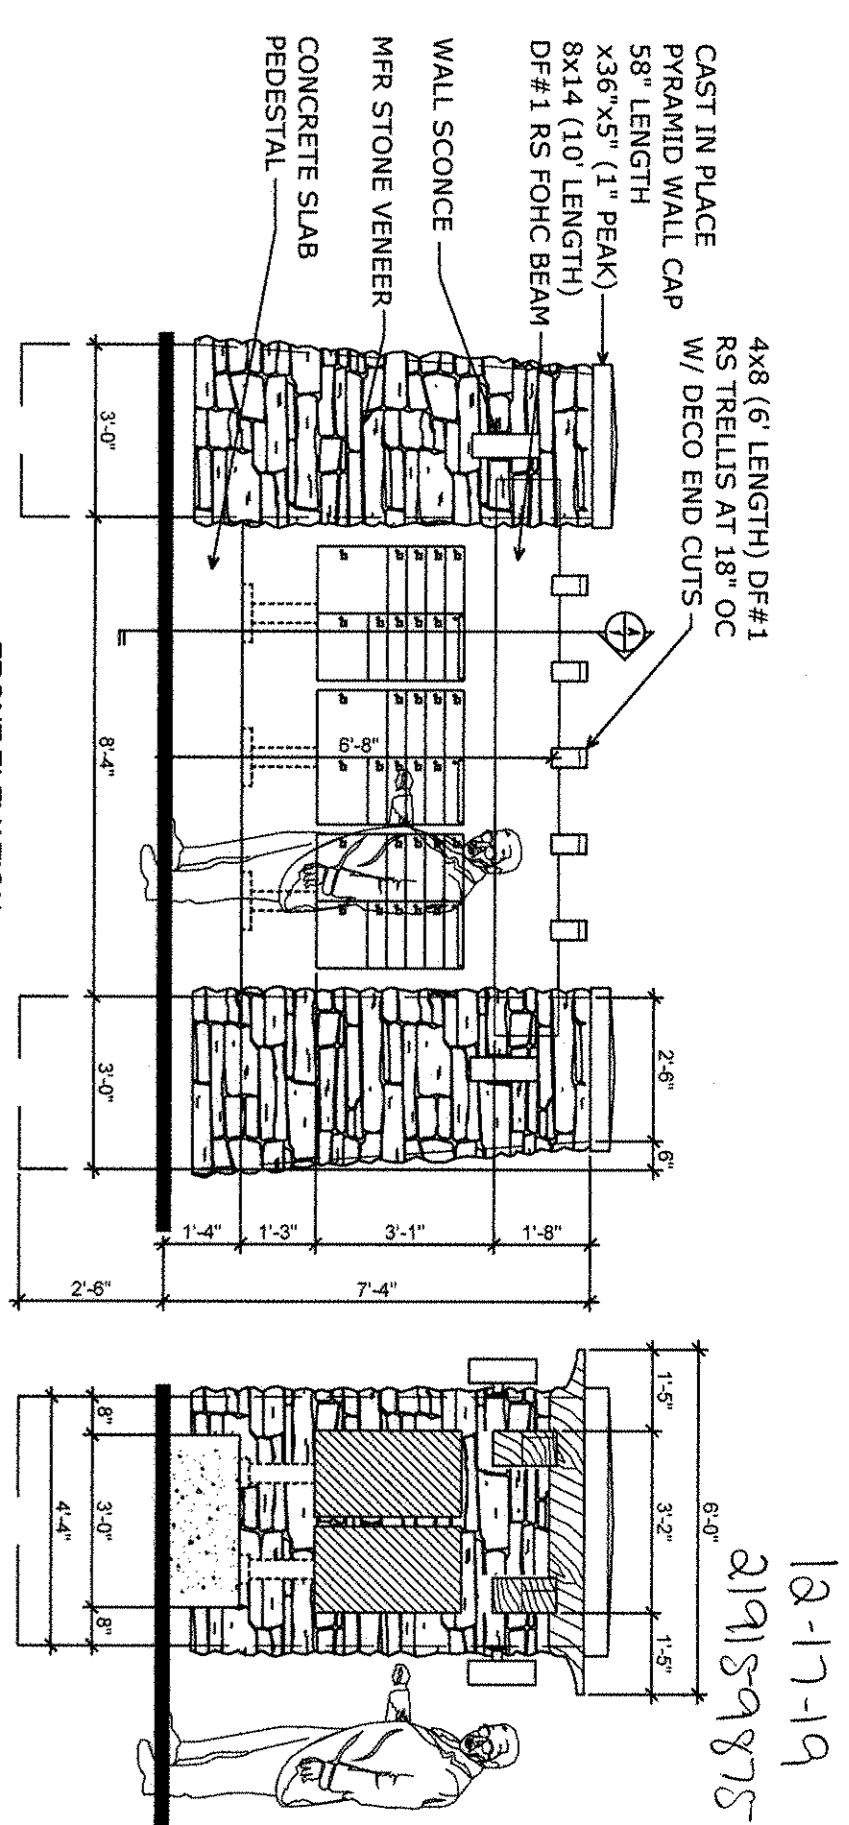 12-17-19
219159878
4x8 (6' LENGTH) DF#1
RS TRELLIS AT 18" OC
W/ DECO END CUTS
CAST IN PLACE
PYRAMID WALL CAP
58" LENGTH
x36"x5" (1" PEAK)
8x14 (10' LENGTH)
DF#1 RS FOHC BEAM
WALL SCONCE
MFR STONE VENEER
CONCRETE SLAB
PEDESTAL
A
6'-8"
3'-0"
8'-4"
3'-0"
2'-6"
6"
1'-8"
3'-1"
1'-3"
1'-4"
7'-4"
2'-6"
6'-0"
1'-5"
3'-2"
1'-5"
8"
3'-0"
8"
4'-4"